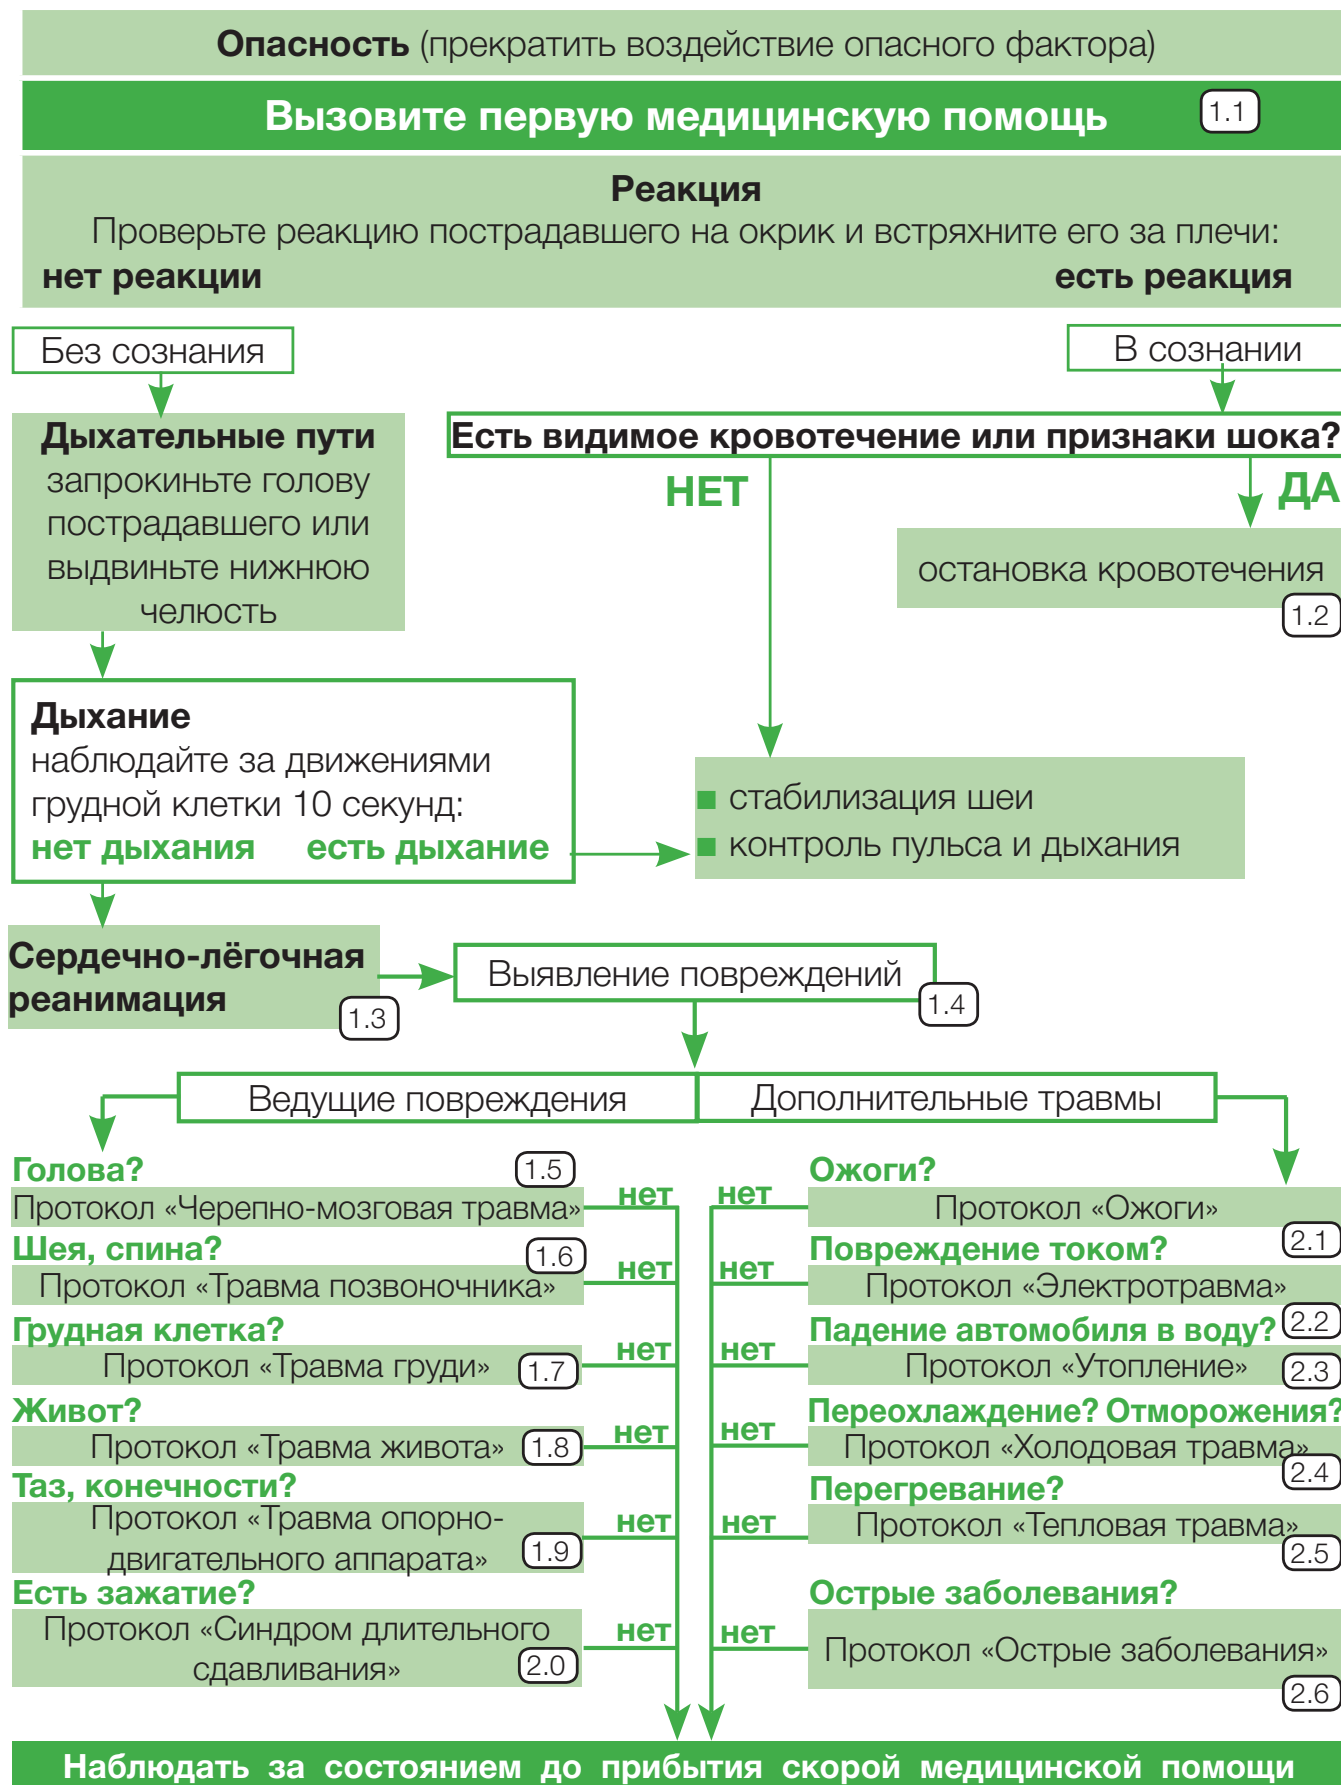 Опасность (прекратить воздействие опасного фактора)
Вызовите первую медицинскую помощь 1.1
Реакция
Проверьте реакцию пострадавшего на окрик и встряхните его за плечи:
нет реакции есть реакция
Без сознания
В сознании
Дыхательные пути
запрокиньте голову
пострадавшего или
выдвиньте нижнюю
челюсть
Есть видимое кровотечение или признаки шока?
НЕТ
ДА
остановка кровотечения
1.2
Дыхание
наблюдайте за движениями
грудной клетки 10 секунд:
нет дыхания есть дыхание
стабилизация шеи
контроль пульса и дыхания
Сердечно-лёгочная
реанимация
1.3
Выявление повреждений
1.4
Ведущие повреждения
Дополнительные травмы
Голова? 1.5
Протокол «Черепно-мозговая травма»
нет
Шея, спина? 1.6
Протокол «Травма позвоночника»
нет
Грудная клетка?
Протокол «Травма груди» 1.7
нет
Живот?
Протокол «Травма живота» 1.8
нет
Таз, конечности?
Протокол «Травма опорно-
двигательного аппарата» 1.9
нет
Есть зажатие?
Протокол «Синдром длительного
сдавливания» 2.0
нет
Ожоги?
нет
Протокол «Ожоги»
2.1
Повреждение током?
нет
Протокол «Электротравма»
2.2
Падение автомобиля в воду?
нет
Протокол «Утопление» 2.3
Переохлаждение? Отморожения?
нет
Протокол «Холодовая травма»
2.4
Перегревание?
нет
Протокол «Тепловая травма»
2.5
Острые заболевания?
нет
Протокол «Острые заболевания»
2.6
Наблюдать за состоянием до прибытия скорой медицинской помощи